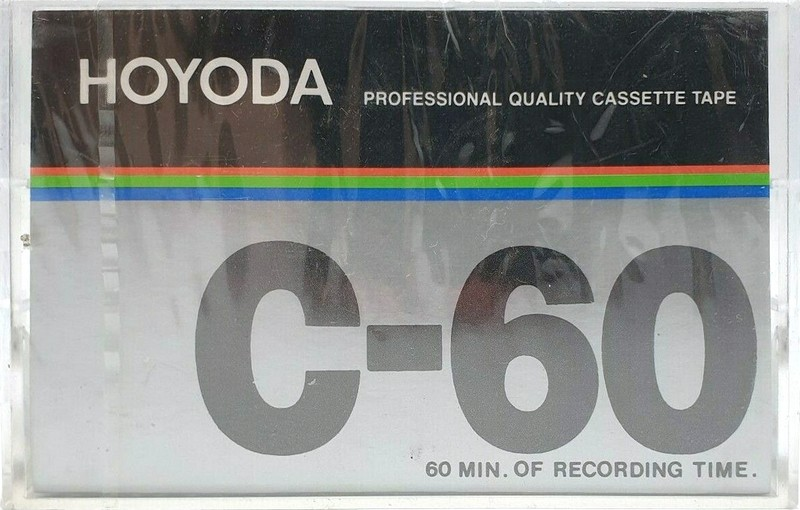 HOYODA PROFESSIONAL QUALITY CASSETTE TAPE
C-60
60 MIN. OF RECORDING TIME.